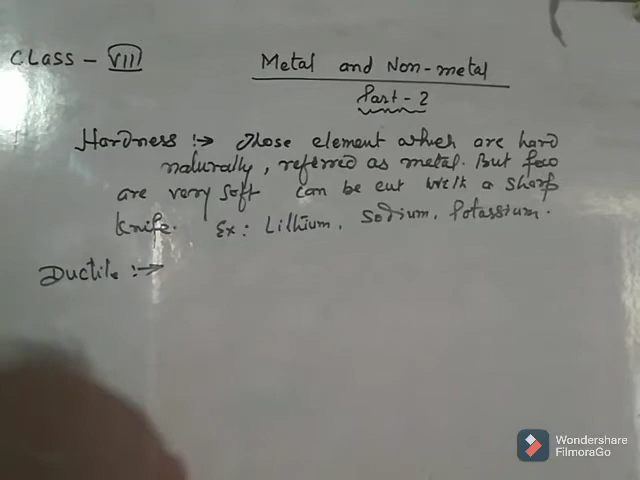 CLASS - VII
Metal and Non-metal
Part - 2
Hardness :→ Those element which are hard
naturally, referred as metal. But few
are very soft can be cut with a sharp
knife. Ex: Lithium, Sodium, Potassium.
Ductile :→
Wondershare
FilmoraGo